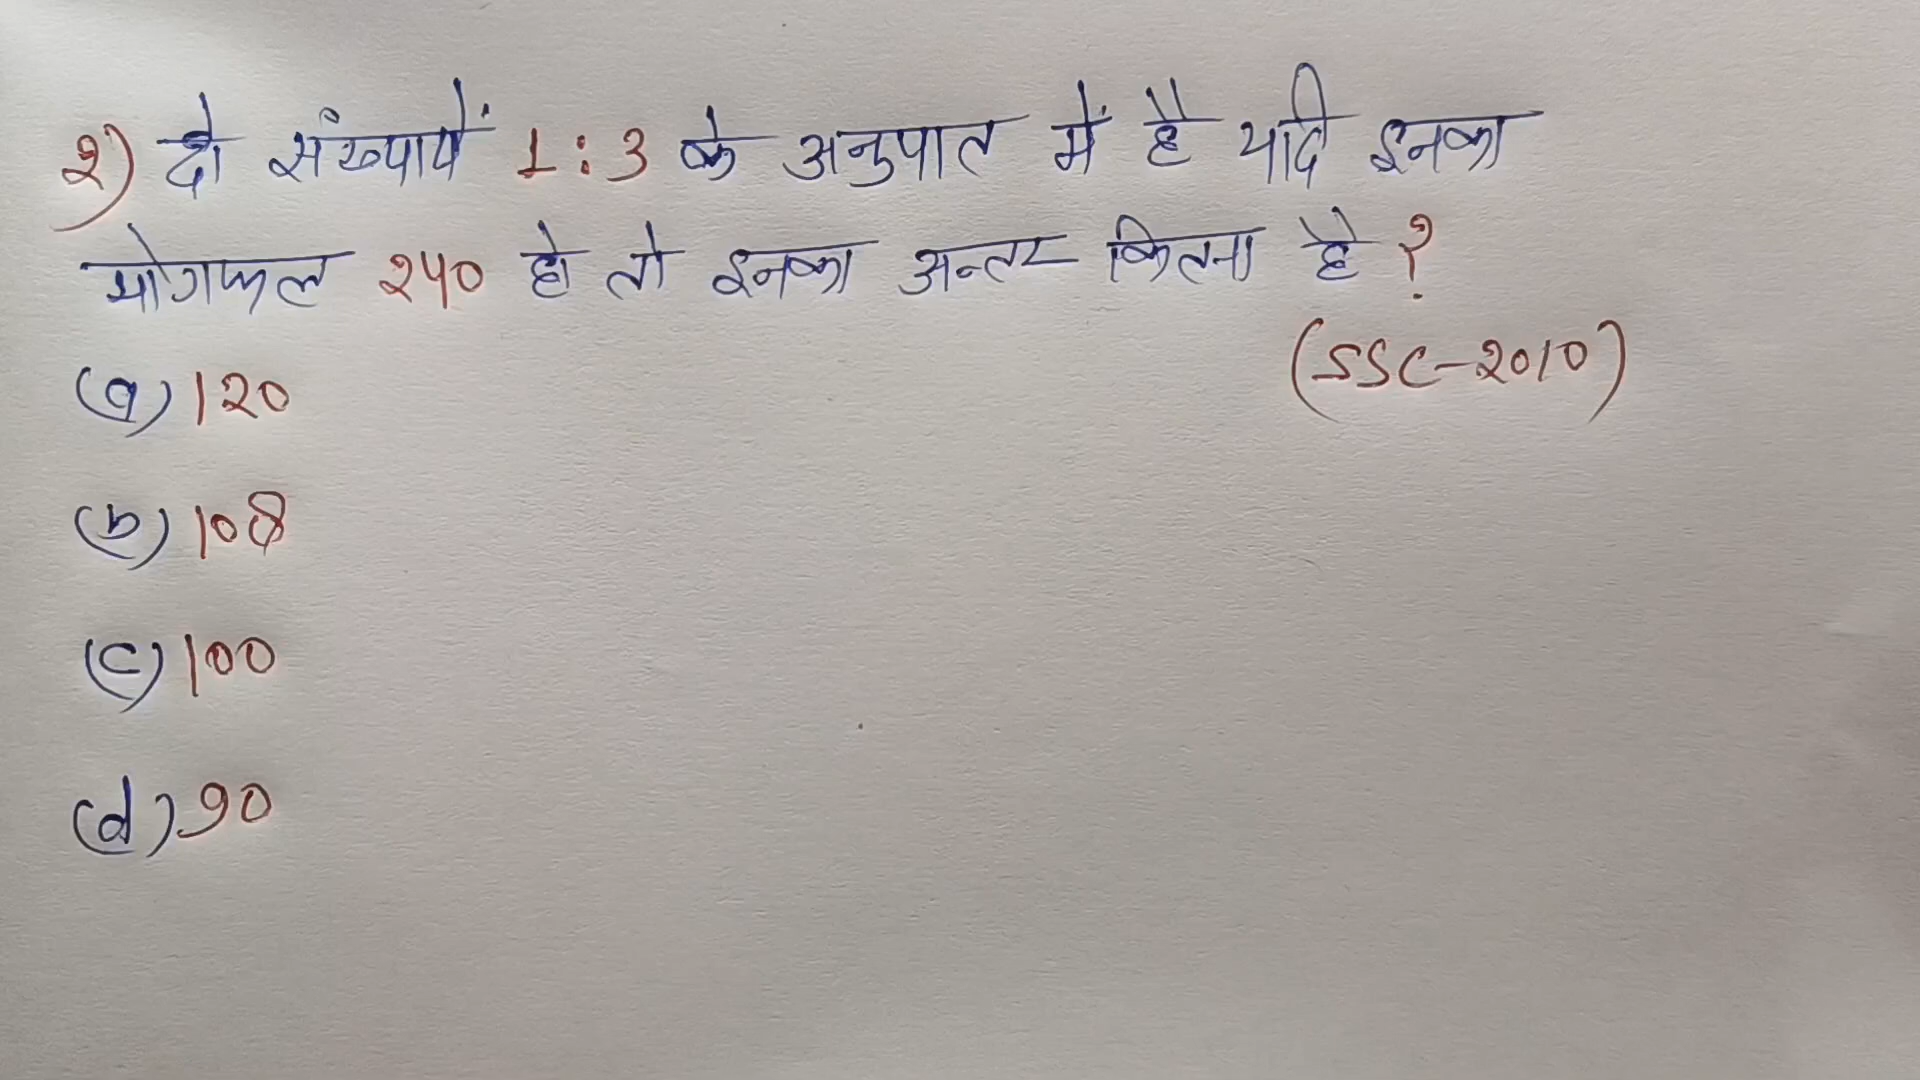 2) दो संख्यायें 1:3 के अनुपात में है यदि इनका
योगफल 240 हो तो इनका अन्तर कितना है ?
(SSC-2010)
(a) 120
(b) 108
(c) 100
(d) 90